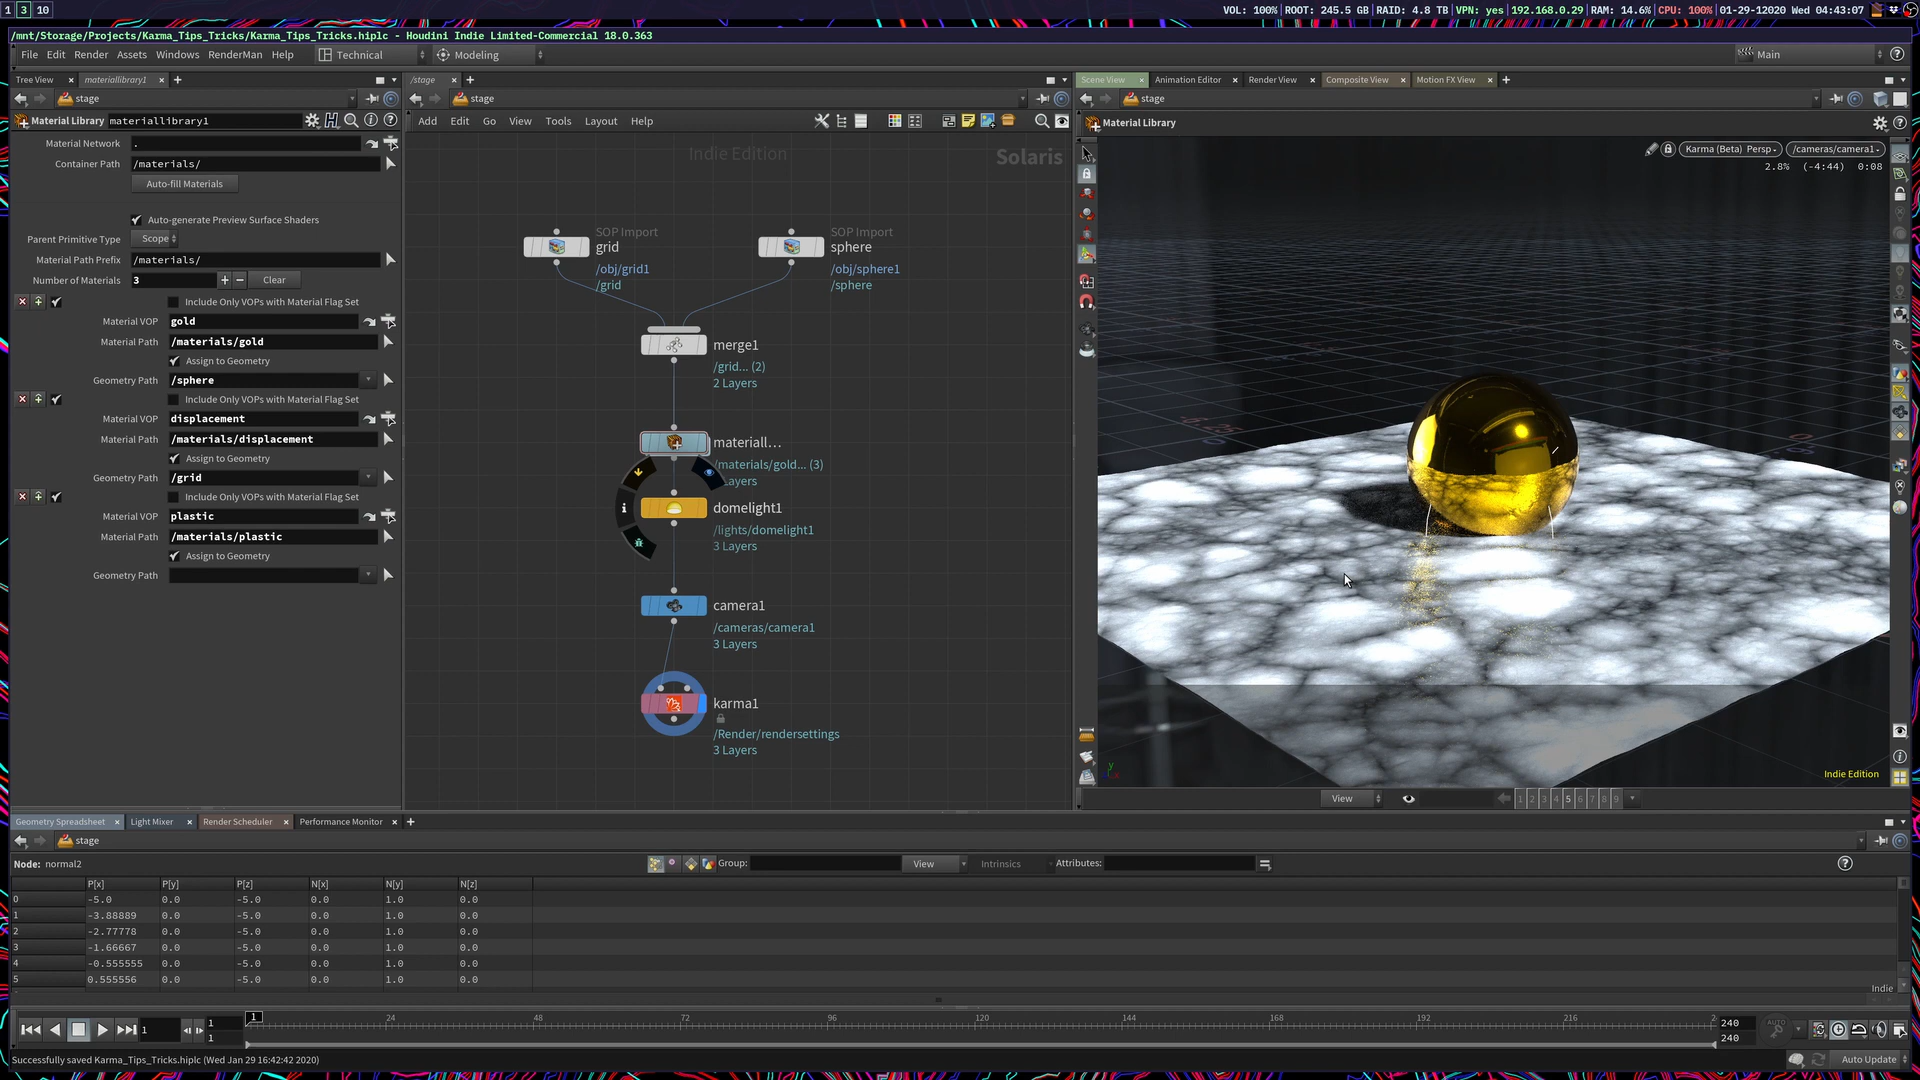 1 3 10 VOL: 100% ROOT: 245.5 GB RAID: 4.8 TB VPN: yes 192.168.0.29 RAM: 14.6% CPU: 100% 01-29-12020 Wed 04:43:07
/mnt/Storage/Projects/Karma_Tips_Tricks/Karma_Tips_Tricks.hiplc - Houdini Indie Limited-Commercial 18.0.363
File Edit Render Assets Windows RenderMan Help Technical Modeling Main
Tree View materiallibrary1
stage
Material Library materiallibrary1
Material Network .
Container Path /materials/
Auto-fill Materials
Auto-generate Preview Surface Shaders
Parent Primitive Type Scope
Material Path Prefix /materials/
Number of Materials 3 Clear
Include Only VOPs with Material Flag Set
Material VOP gold
Material Path /materials/gold
Assign to Geometry
Geometry Path /sphere
Include Only VOPs with Material Flag Set
Material VOP displacement
Material Path /materials/displacement
Assign to Geometry
Geometry Path /grid
Include Only VOPs with Material Flag Set
Material VOP plastic
Material Path /materials/plastic
Assign to Geometry
Geometry Path
/stage
stage
Add Edit Go View Tools Layout Help
Indie Edition
Solaris
SOP Import
grid
/obj/grid1
/grid
SOP Import
sphere
/obj/sphere1
/sphere
merge1
/grid... (2)
2 Layers
materiall...
/materials/gold... (3)
ayers
domelight1
/lights/domelight1
3 Layers
camera1
/cameras/camera1
3 Layers
karma1
/Render/rendersettings
3 Layers
Scene View Animation Editor Render View Composite View Motion FX View
stage
Material Library
Karma (Beta) Persp /cameras/camera1
2.8% (-4:44) 0:08
Indie Edition
View 1 2 3 4 5 6 7 8 9
Geometry Spreadsheet Light Mixer Render Scheduler Performance Monitor
stage
Node: normal2 Group: View Intrinsics Attributes:
P[x] P[y] P[z] N[x] N[y] N[z]
0 -5.0 0.0 -5.0 0.0 1.0 0.0
1 -3.88889 0.0 -5.0 0.0 1.0 0.0
2 -2.77778 0.0 -5.0 0.0 1.0 0.0
3 -1.66667 0.0 -5.0 0.0 1.0 0.0
4 -0.555555 0.0 -5.0 0.0 1.0 0.0
5 0.555556 0.0 -5.0 0.0 1.0 0.0
Indie
1 1 1 24 48 72 96 120 144 168 192 216 2 240 AUTO
1 240
Successfully saved Karma_Tips_Tricks.hiplc (Wed Jan 29 16:42:42 2020) Auto Update